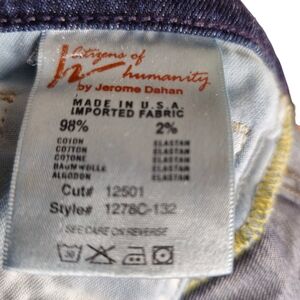 Citizens of
humanity
by Jerome Dahan
MADE IN U.S.A.
IMPORTED FABRIC
98% 2%
COTON ELASTAN
COTTON ELASTAN
COTONE ELASTAN
BAUMWOLLE ELASTAN
ALGODON ELASTAN
Cut# 12501
Style# 1278C-132
SEE CARE ON REVERSE
30